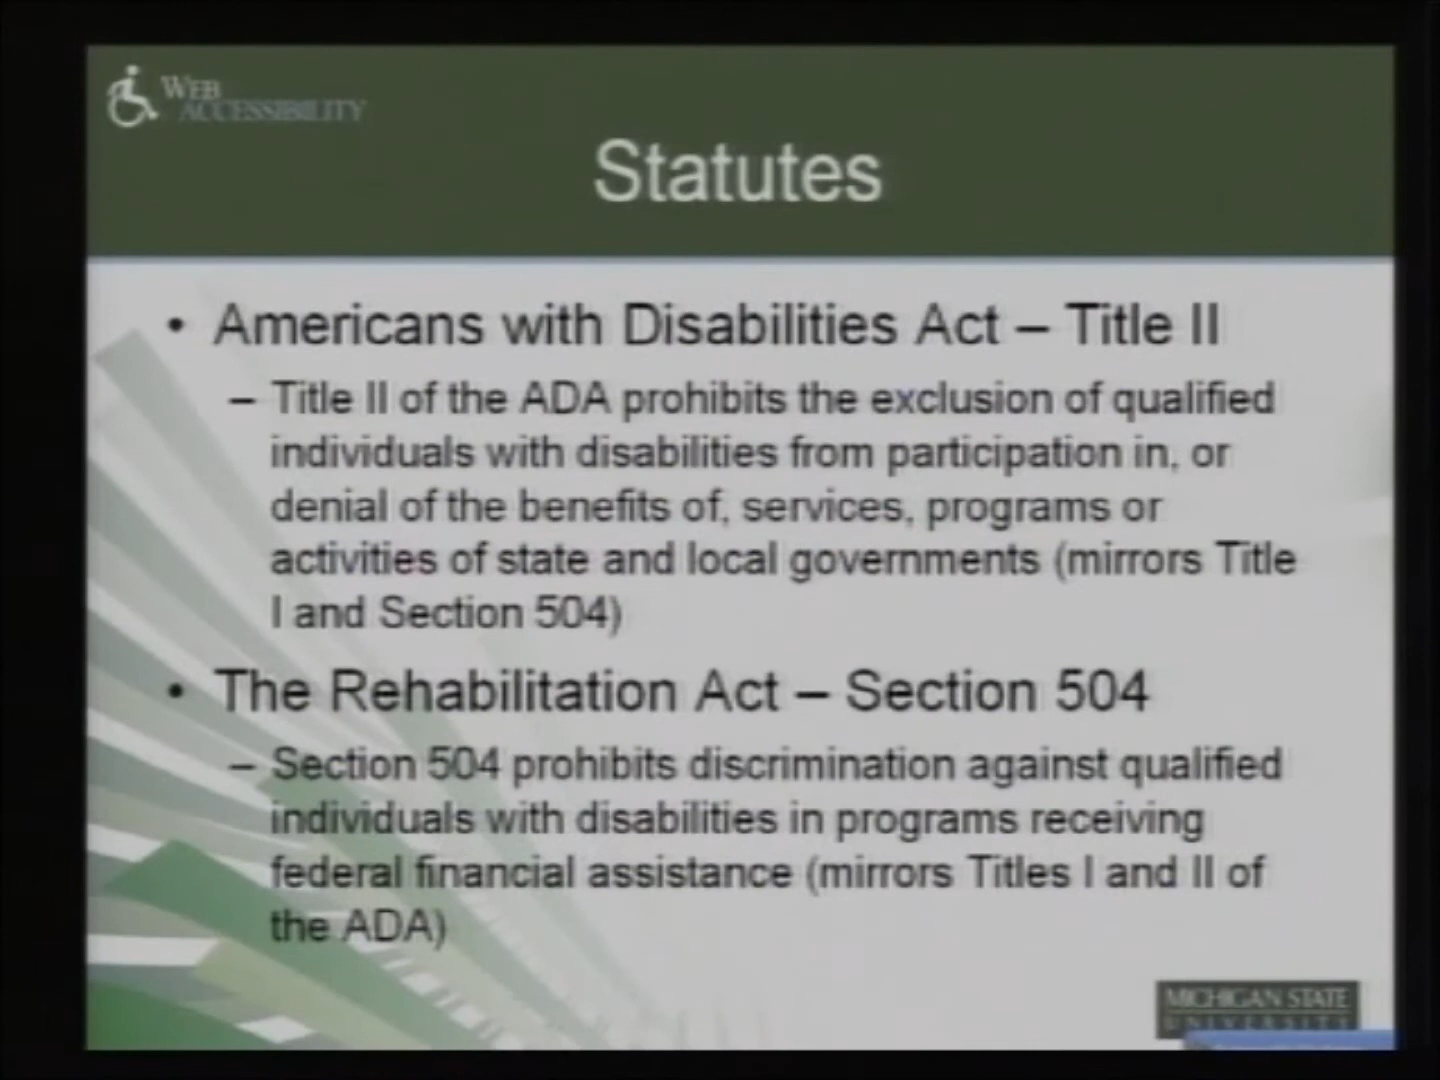 WEB
ACCESSIBILITY
Statutes
• Americans with Disabilities Act – Title II
– Title II of the ADA prohibits the exclusion of qualified
individuals with disabilities from participation in, or
denial of the benefits of, services, programs or
activities of state and local governments (mirrors Title
I and Section 504)
• The Rehabilitation Act – Section 504
– Section 504 prohibits discrimination against qualified
individuals with disabilities in programs receiving
federal financial assistance (mirrors Titles I and II of
the ADA)
MICHIGAN STATE
UNIVERSITY